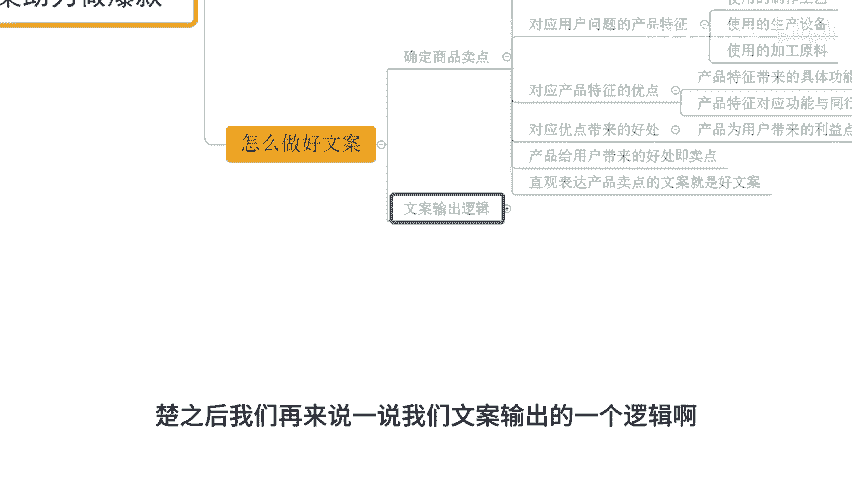 案助力做爆款
使用的制作工艺
对应用户问题的产品特征
使用的生产设备
使用的加工原料
确定商品卖点
产品特征带来的具体功能
对应产品特征的优点
产品特征对应功能与同行
怎么做好文案
对应优点带来的好处
产品为用户带来的利益点
产品给用户带来的好处即卖点
直观表达产品卖点的文案就是好文案
文案输出逻辑
楚之后我们再来说一说我们文案输出的一个逻辑啊